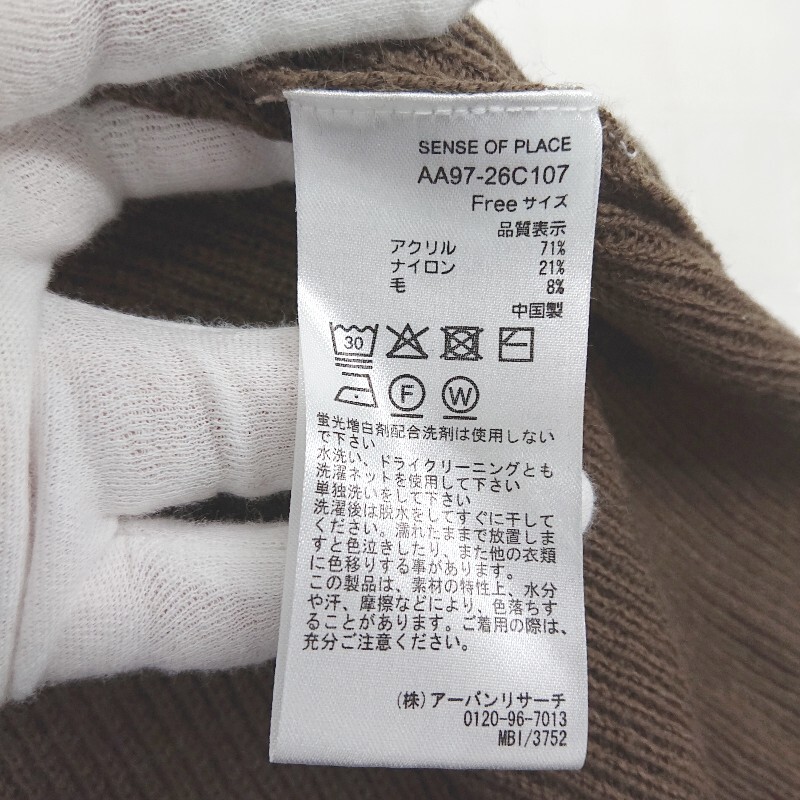 SENSE OF PLACE
AA97-26C107
Freeサイズ
品質表示
アクリル 71%
ナイロン 21%
毛 8%
中国製
30
F W
蛍光増白剤配合洗剤は使用しない
で下さい
水洗い、ドライクリーニングとも
洗濯ネットを使用して下さい
単独洗いをして下さい
洗濯後は脱水をしてすぐに干して
ください。濡れたままで放置しま
すと色泣きしたり、また他の衣類
に色移りする事があります。
この製品は、素材の特性上、水分
や汗、摩擦などにより、色落ちす
ることがあります。ご着用の際は、
充分ご注意ください。
(株)アーバンリサーチ
0120-96-7013
MBI/3752